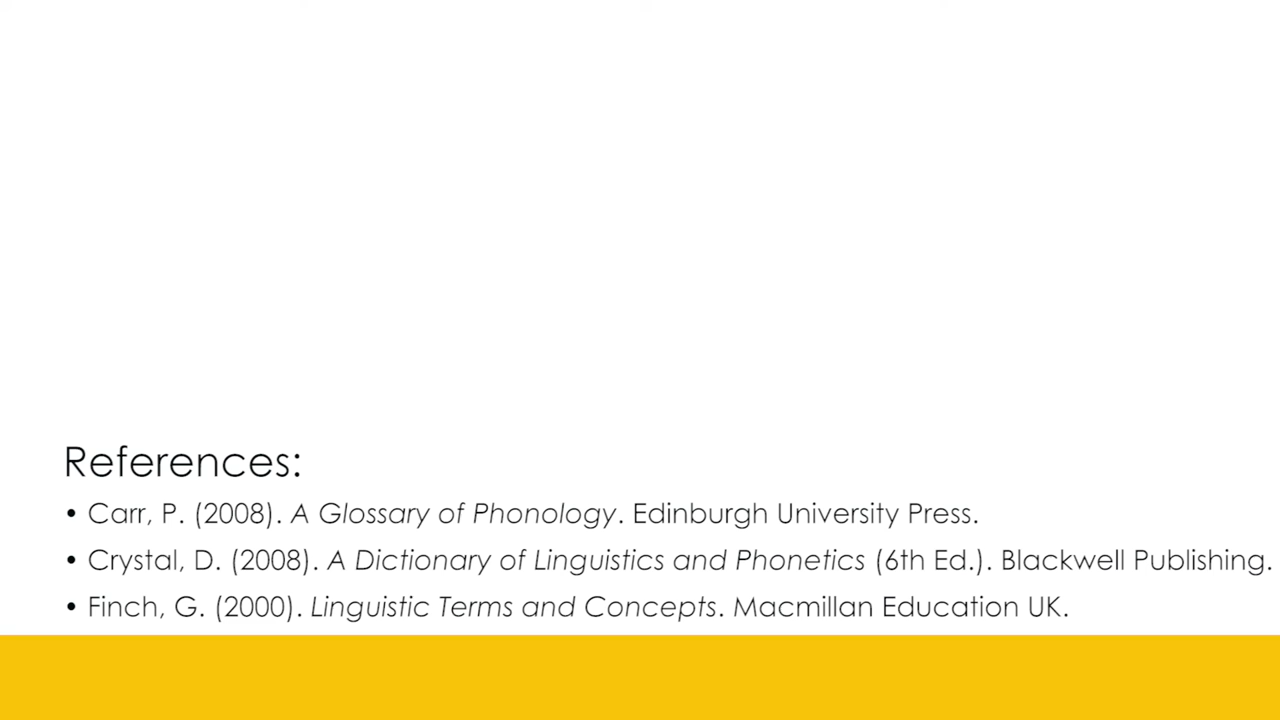 References:
• Carr, P. (2008). A Glossary of Phonology. Edinburgh University Press.
• Crystal, D. (2008). A Dictionary of Linguistics and Phonetics (6th Ed.). Blackwell Publishing.
• Finch, G. (2000). Linguistic Terms and Concepts. Macmillan Education UK.